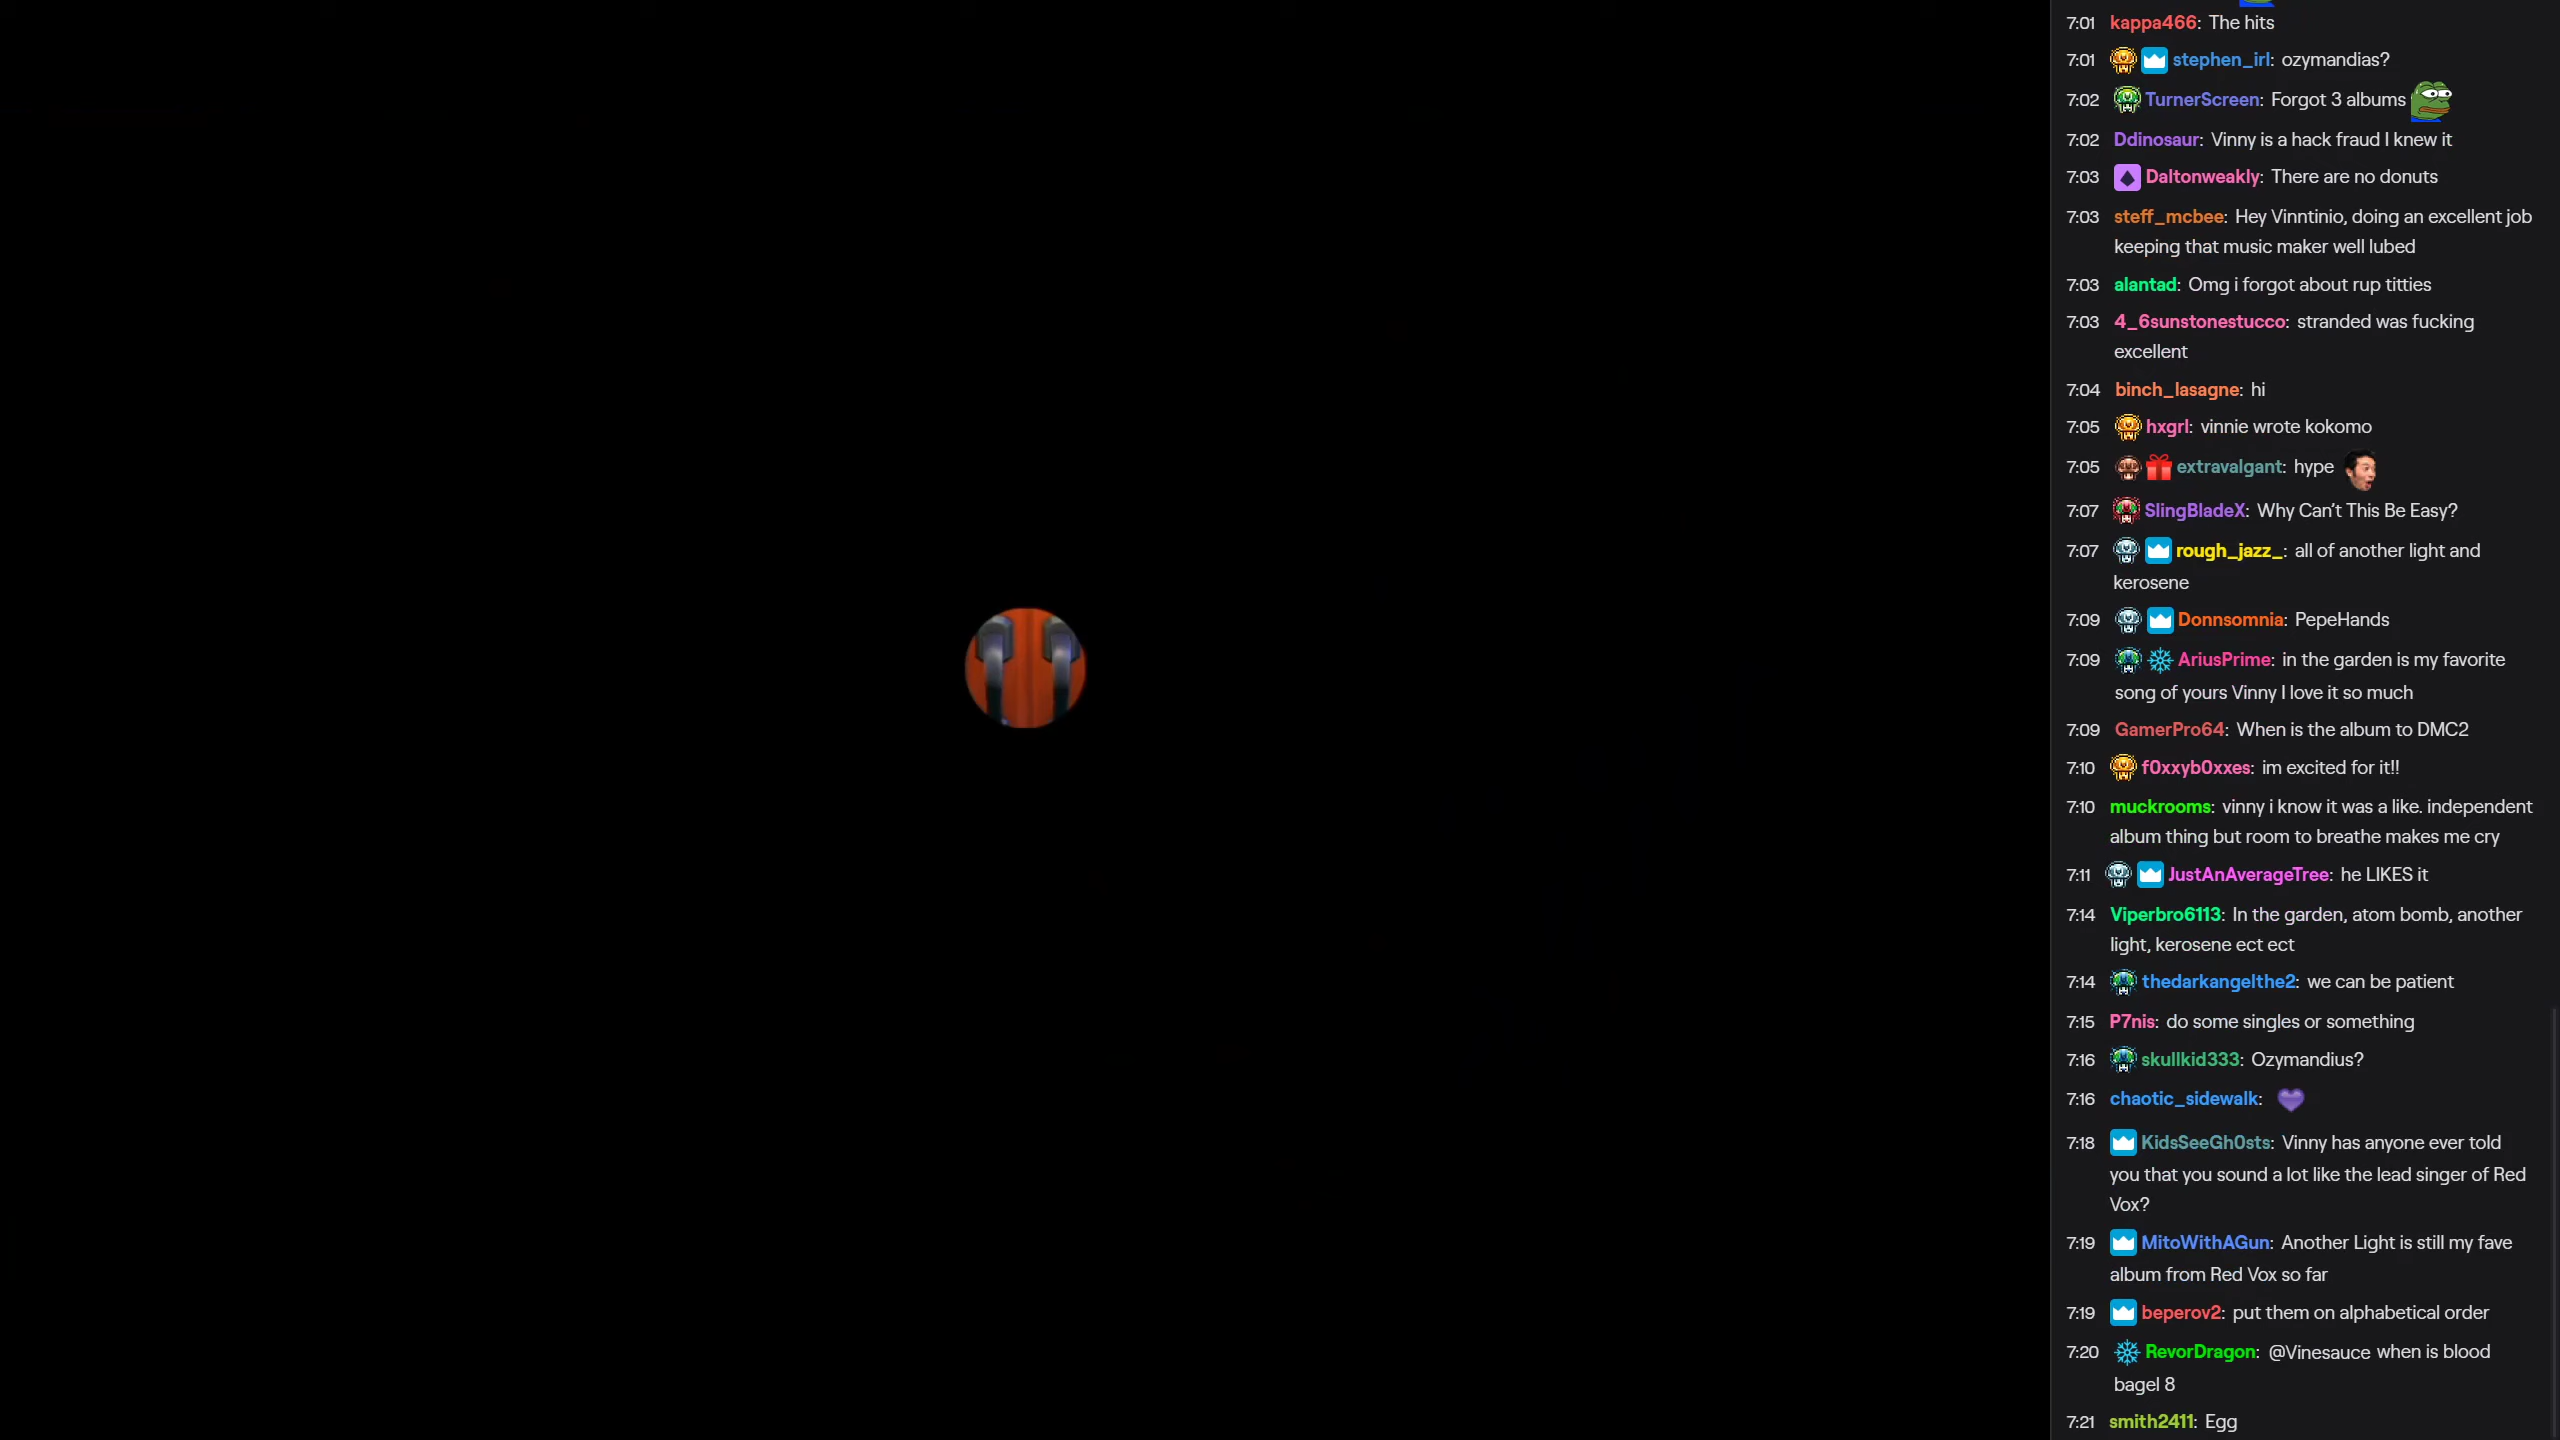 7:01 kappa466: The hits
7:01 stephen_irl: ozymandias?
7:02 TurnerScreen: Forgot 3 albums
7:02 Ddinosaur: Vinny is a hack fraud I knew it
7:03 Daltonweakly: There are no donuts
7:03 steff_mcbee: Hey Vinntinio, doing an excellent job
keeping that music maker well lubed
7:03 alantad: Omg i forgot about rup titties
7:03 4_6sunstonestucco: stranded was fucking
excellent
7:04 binch_lasagne: hi
7:05 hxgrl: vinnie wrote kokomo
7:05 extravalgant: hype
7:07 SlingBladeX: Why Can't This Be Easy?
7:07 rough_jazz_: all of another light and
kerosene
7:09 Donnsomnia: PepeHands
7:09 AriusPrime: in the garden is my favorite
song of yours Vinny I love it so much
7:09 GamerPro64: When is the album to DMC2
7:10 f0xxyb0xxes: im excited for it!!
7:10 muckrooms: vinny i know it was a like. independent
album thing but room to breathe makes me cry
7:11 JustAnAverageTree: he LIKES it
7:14 Viperbro6113: In the garden, atom bomb, another
light, kerosene ect ect
7:14 thedarkangelthe2: we can be patient
7:15 P7nis: do some singles or something
7:16 skullkid333: Ozymandius?
7:16 chaotic_sidewalk:
7:18 KidsSeeGh0sts: Vinny has anyone ever told
you that you sound a lot like the lead singer of Red
Vox?
7:19 MitoWithAGun: Another Light is still my fave
album from Red Vox so far
7:19 beperov2: put them on alphabetical order
7:20 RevorDragon: @Vinesauce when is blood
bagel 8
7:21 smith2411: Egg